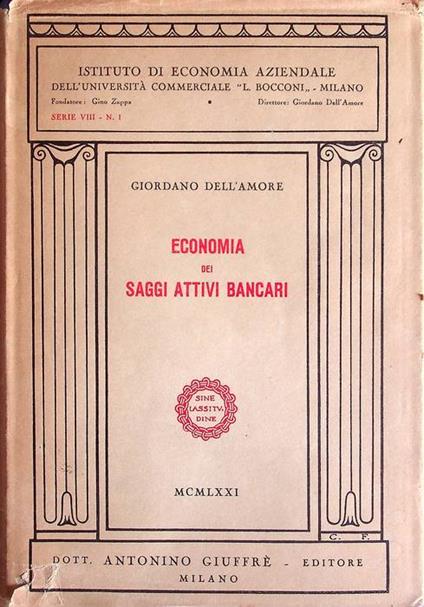 ISTITUTO DI ECONOMIA AZIENDALE
DELL'UNIVERSITÀ COMMERCIALE "L. BOCCONI„ - MILANO
Fondatore: Gino Zappa • Direttore: Giordano Dell'Amore
SERIE VIII - N. 1
GIORDANO DELL'AMORE
ECONOMIA
DEI
SAGGI ATTIVI BANCARI
SINE
LASSITV.
DINE
MCMLXXI
C. F.
DOTT. ANTONINO GIUFFRÈ - EDITORE
MILANO